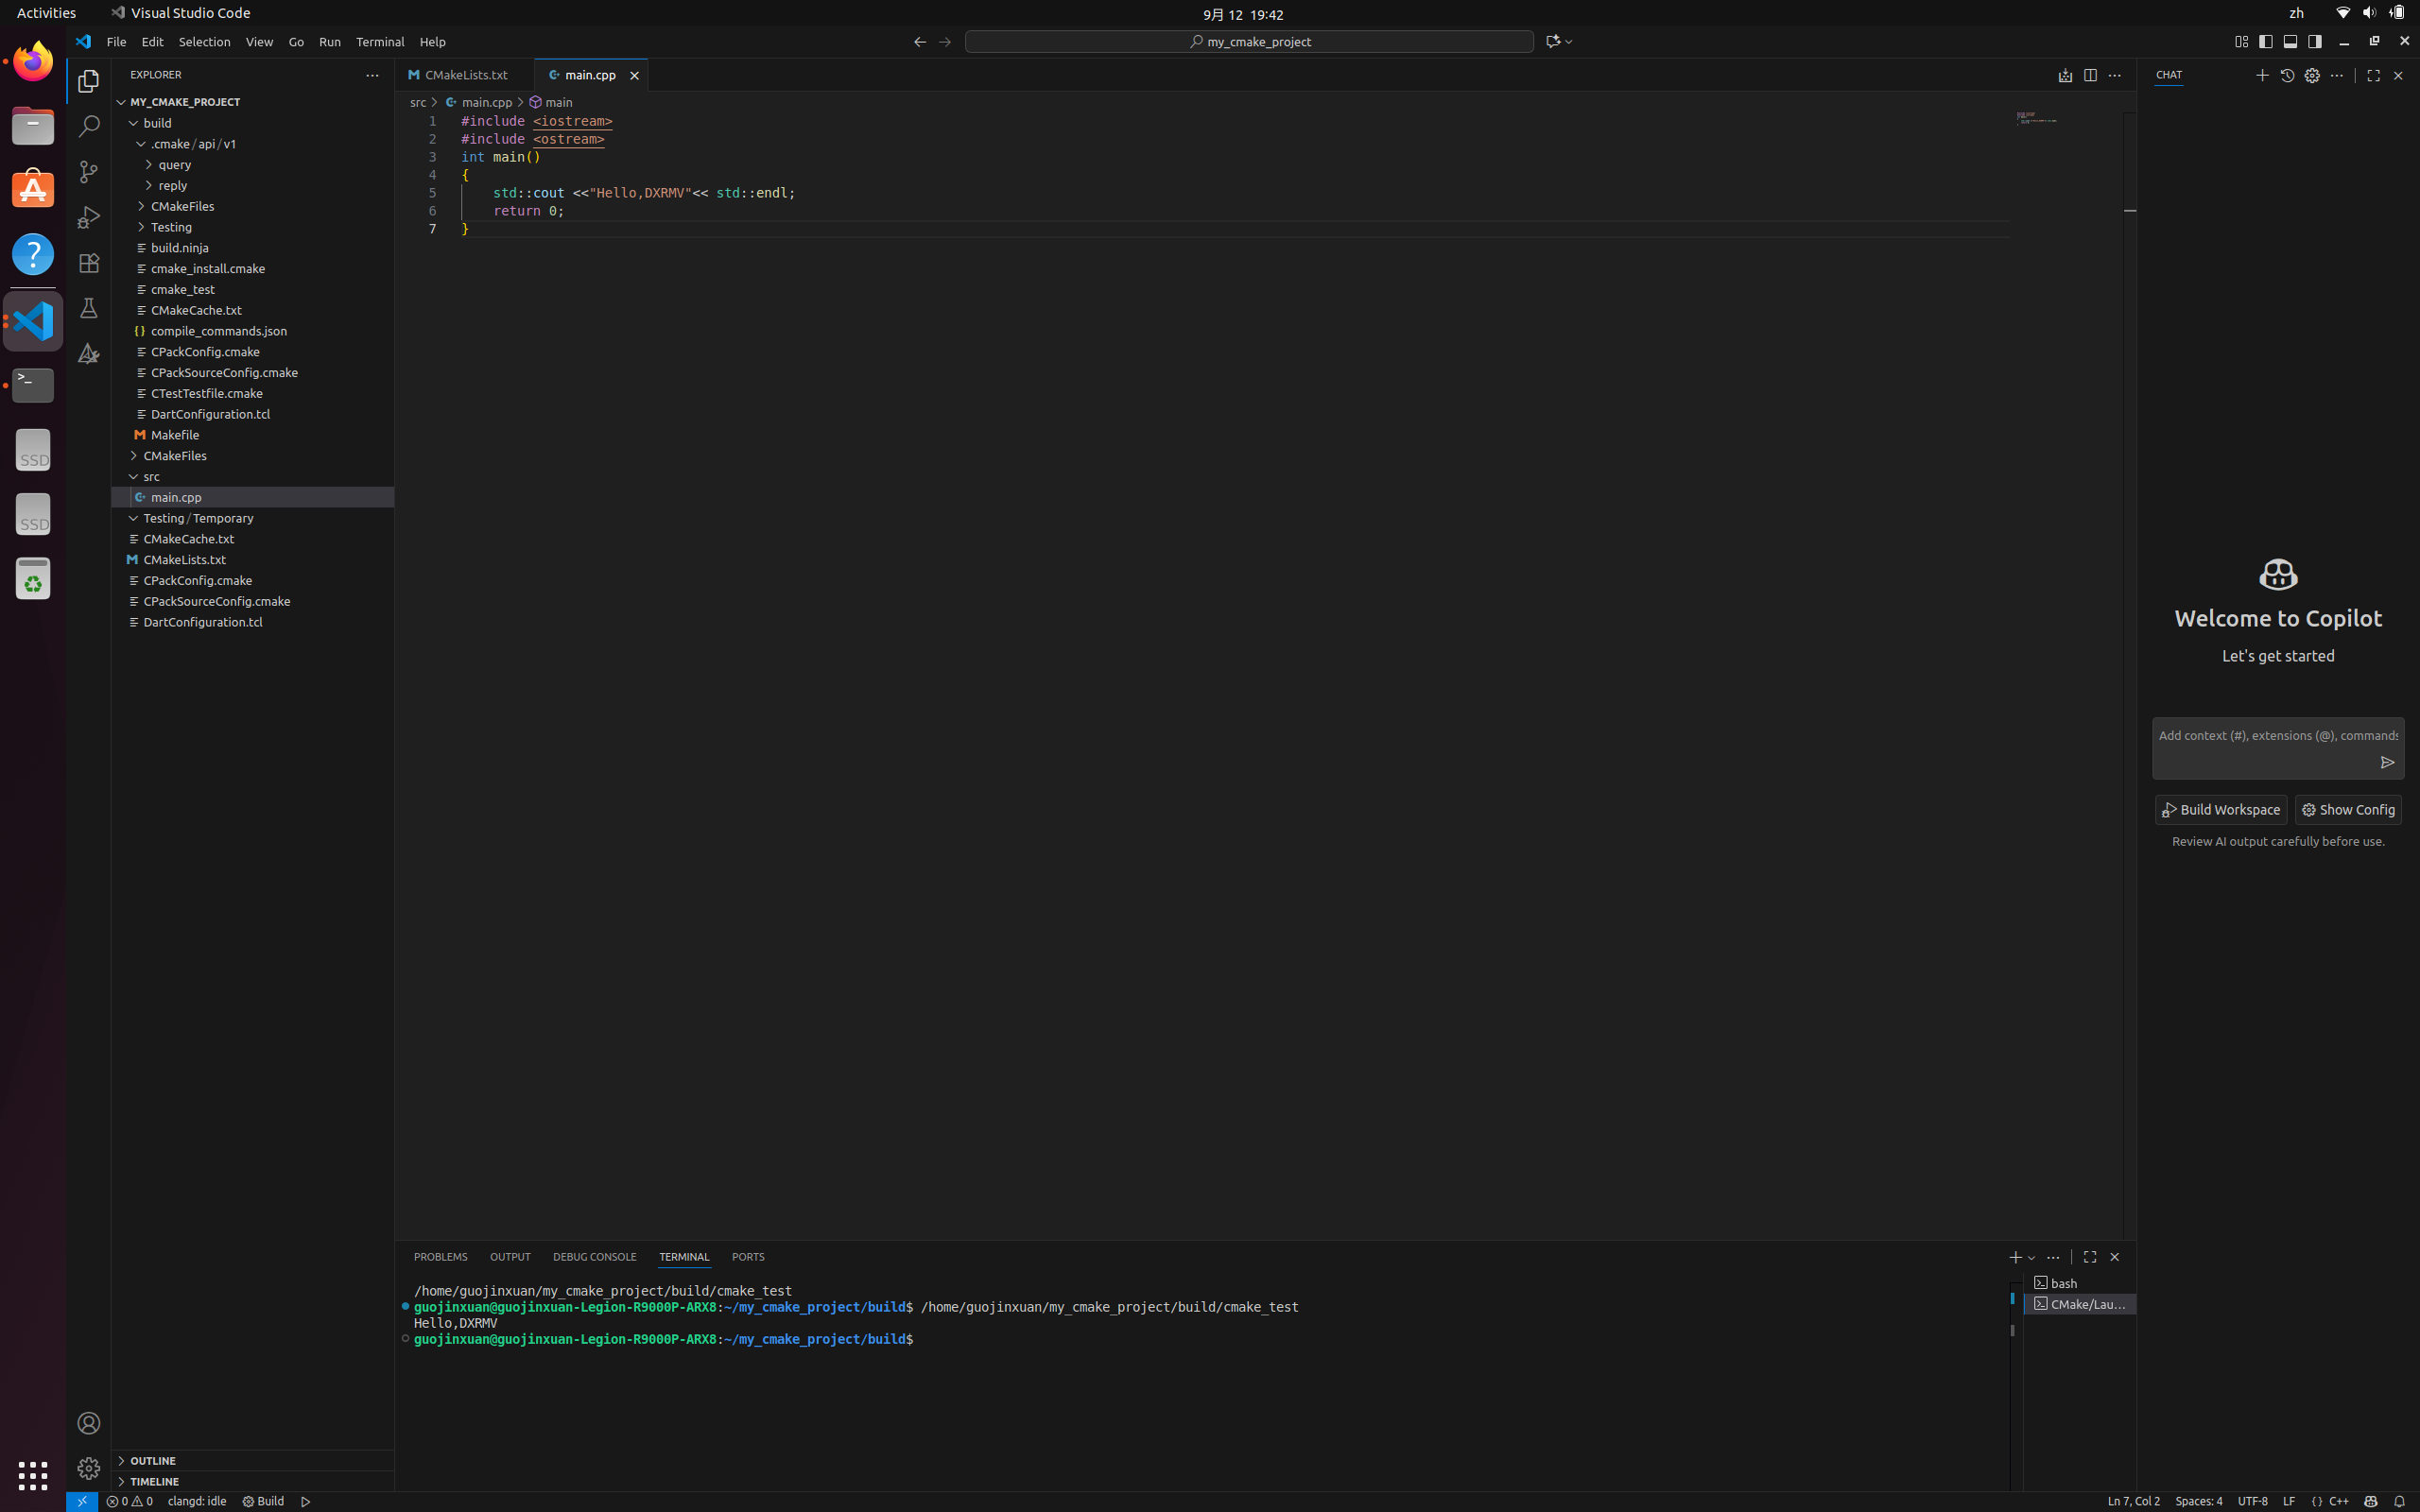 Activities Visual Studio Code 9月 12 19:42 zh
File Edit Selection View Go Run Terminal Help my_cmake_project
EXPLORER
MY_CMAKE_PROJECT
build
.cmake / api / v1
query
reply
CMakeFiles
Testing
build.ninja
cmake_install.cmake
cmake_test
CMakeCache.txt
compile_commands.json
CPackConfig.cmake
CPackSourceConfig.cmake
CTestTestfile.cmake
DartConfiguration.tcl
Makefile
CMakeFiles
src
main.cpp
Testing / Temporary
CMakeCache.txt
CMakeLists.txt
CPackConfig.cmake
CPackSourceConfig.cmake
DartConfiguration.tcl
OUTLINE
TIMELINE
SSD
SSD
CMakeLists.txt main.cpp
src > main.cpp > main
1 #include <iostream>
2 #include <ostream>
3 int main()
4 {
5 std::cout <<"Hello,DXRMV"<< std::endl;
6 return 0;
7 }
PROBLEMS OUTPUT DEBUG CONSOLE TERMINAL PORTS
/home/guojinxuan/my_cmake_project/build/cmake_test
guojinxuan@guojinxuan-Legion-R9000P-ARX8:~/my_cmake_project/build$ /home/guojinxuan/my_cmake_project/build/cmake_test
Hello,DXRMV
guojinxuan@guojinxuan-Legion-R9000P-ARX8:~/my_cmake_project/build$
bash
CMake/Lau...
CHAT
Welcome to Copilot
Let's get started
Add context (#), extensions (@), commands
Build Workspace Show Config
Review AI output carefully before use.
0 0 clangd: idle Build Ln 7, Col 2 Spaces: 4 UTF-8 LF {} C++